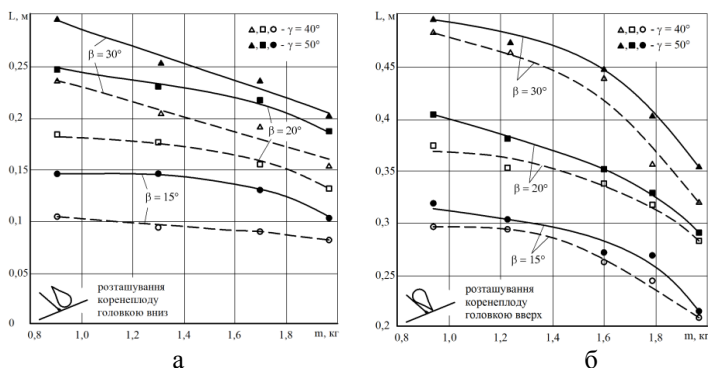 L, м
- γ = 40°
- γ = 50°
β = 30°
β = 20°
β = 15°
0,25
0,2
0,15
0,1
0,05
0
розташування
коренеплоду
головкою вниз
0,8 1,0 1,2 1,4 1,6 1,8 m, кг
а
L, м
- γ = 40°
- γ = 50°
β = 30°
β = 20°
β = 15°
0,45
0,4
0,35
0,3
0,25
0,2
розташування
коренеплоду
головкою вверх
0,8 1,0 1,2 1,4 1,6 1,8 m, кг
б